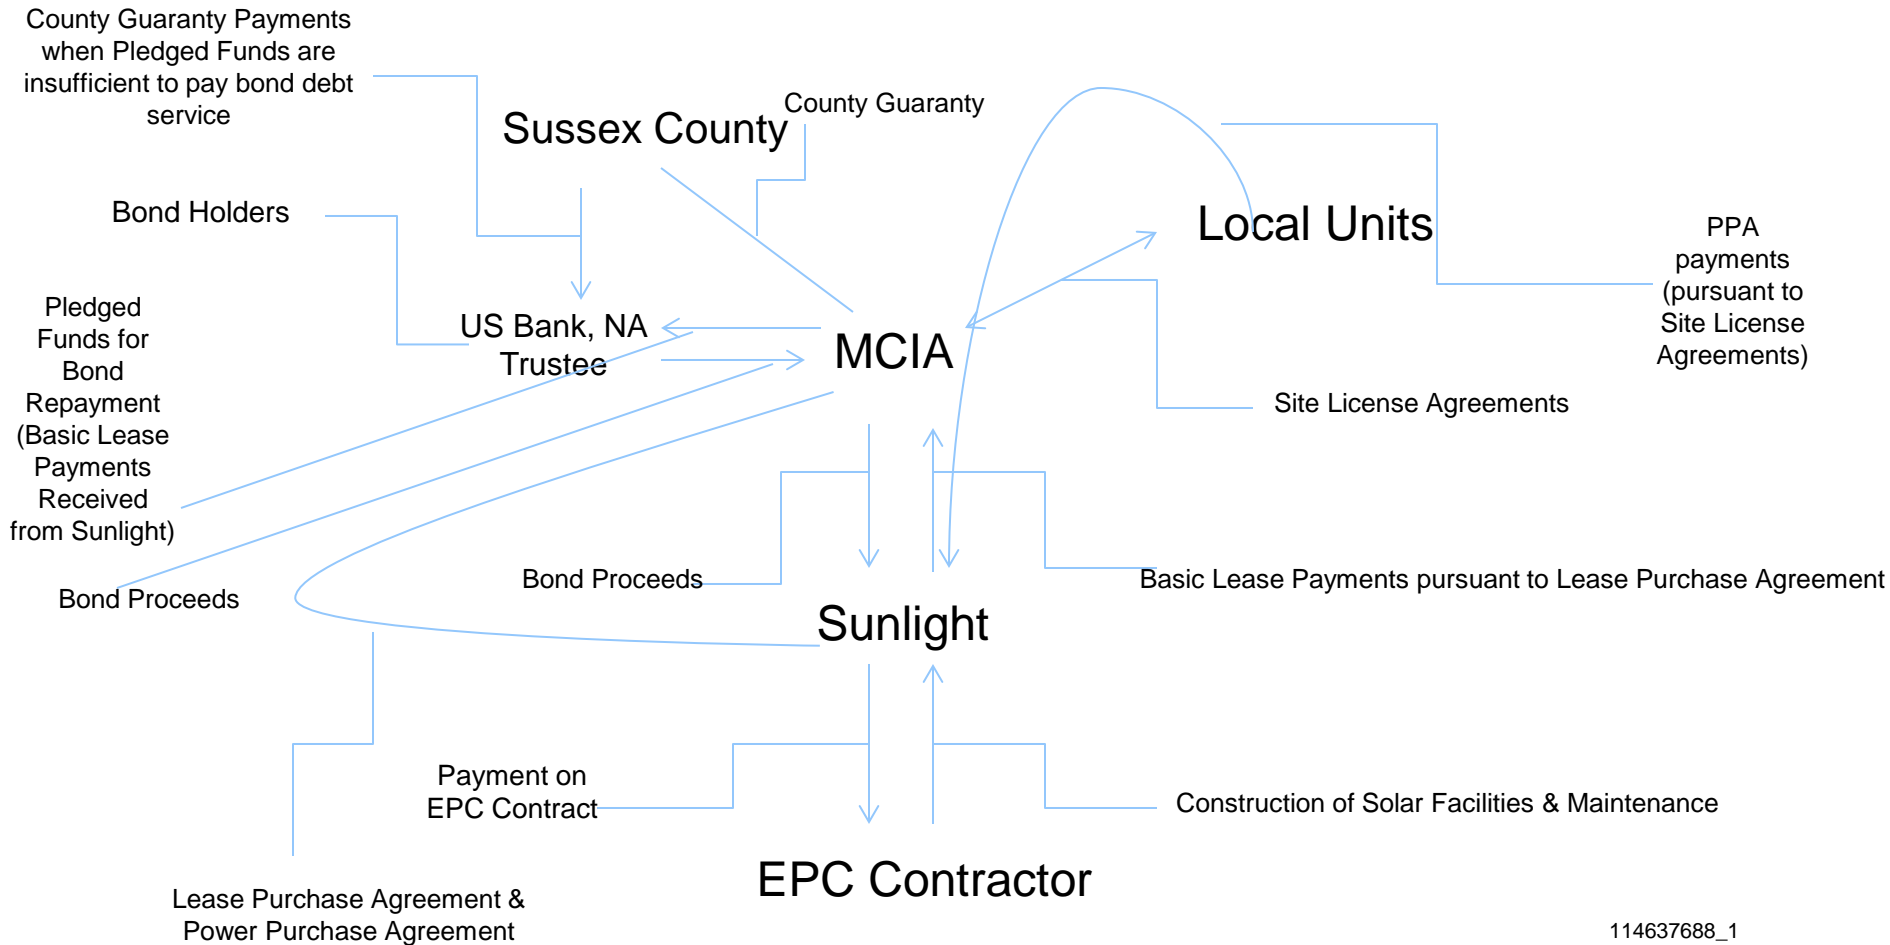 County Guaranty Payments
when Pledged Funds are
insufficient to pay bond debt
service
County Guaranty
Sussex County
Bond Holders
Local Units
PPA
payments
(pursuant to
Site License
Agreements)
Pledged
Funds for
Bond
Repayment
(Basic Lease
Payments
Received
from Sunlight)
US Bank, NA
Trustee
MCIA
Site License Agreements
Bond Proceeds
Bond Proceeds
Basic Lease Payments pursuant to Lease Purchase Agreement
Sunlight
Payment on
EPC Contract
Construction of Solar Facilities & Maintenance
EPC Contractor
Lease Purchase Agreement &
Power Purchase Agreement
114637688_1